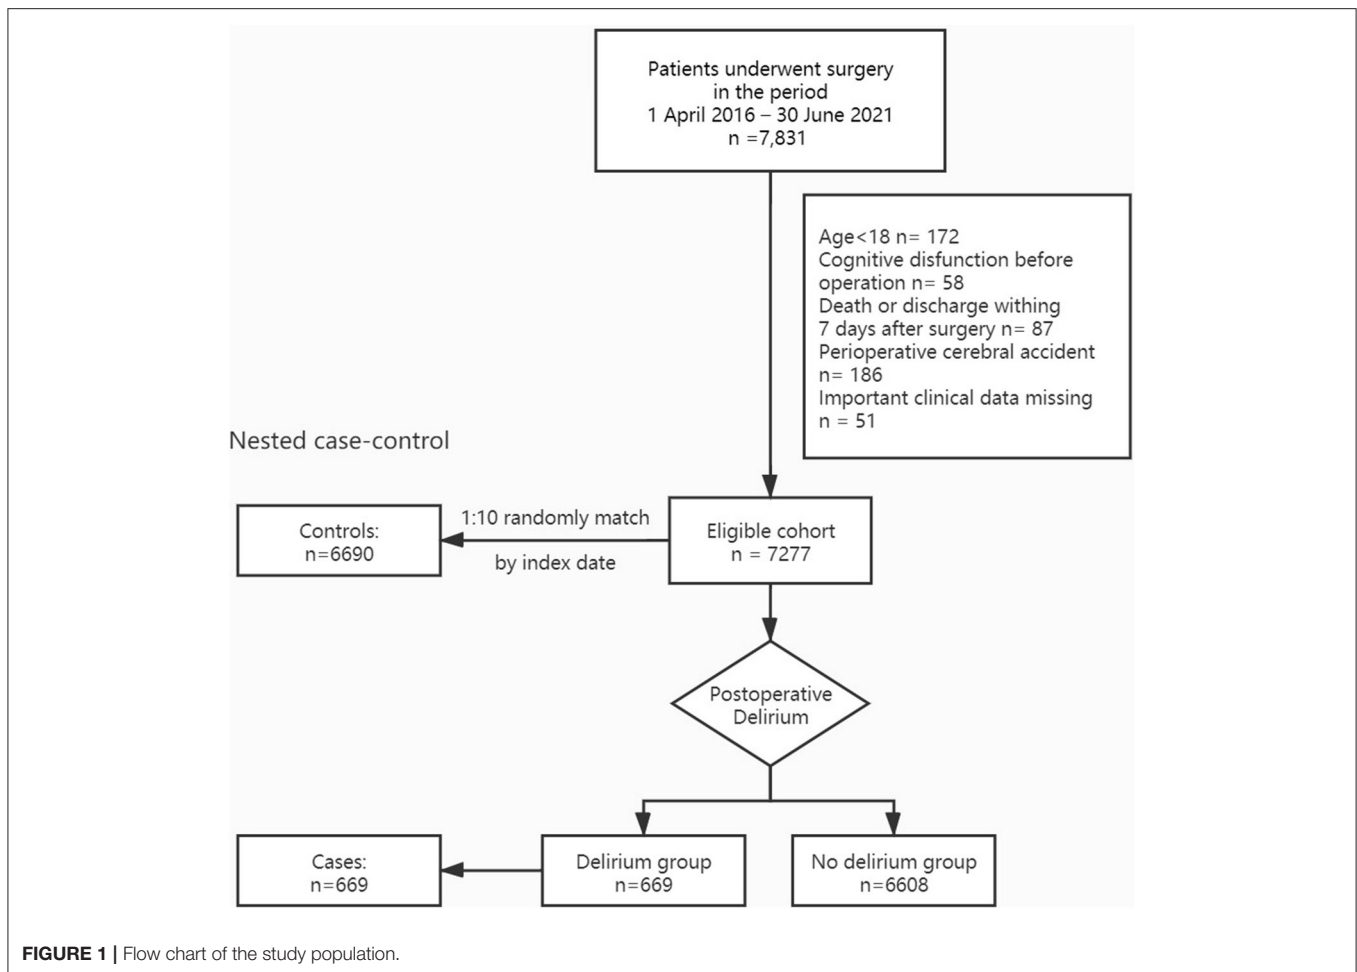 Patients underwent surgery
in the period
1 April 2016 – 30 June 2021
n =7,831
Age<18 n= 172
Cognitive disfunction before
operation n= 58
Death or discharge withing
7 days after surgery n= 87
Perioperative cerebral accident
n= 186
Important clinical data missing
n = 51
Nested case-control
Controls:
n=6690
1:10 randomly match
by index date
Eligible cohort
n = 7277
Postoperative
Delirium
Cases:
n=669
Delirium group
n=669
No delirium group
n=6608
FIGURE 1 | Flow chart of the study population.